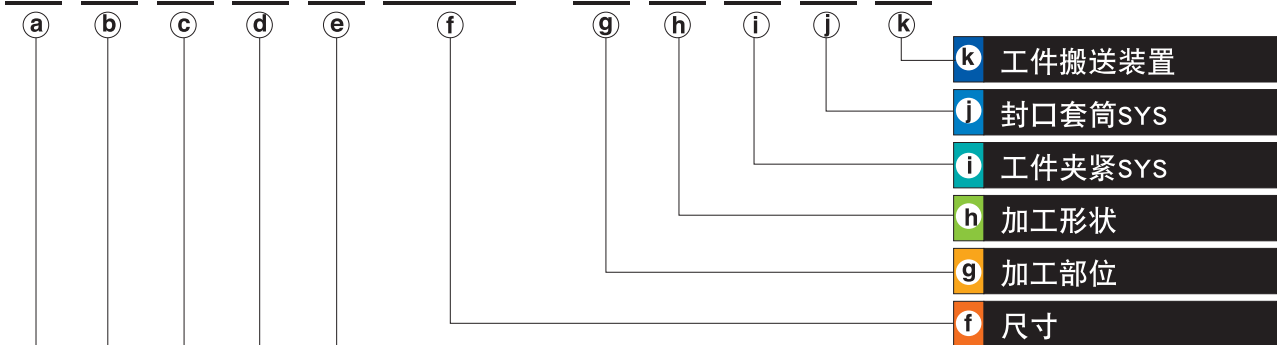 a b c d e f g h i j k
k 工件搬送装置
j 封口套筒SYS
i 工件夹紧SYS
h 加工形状
g 加工部位
f 尺寸